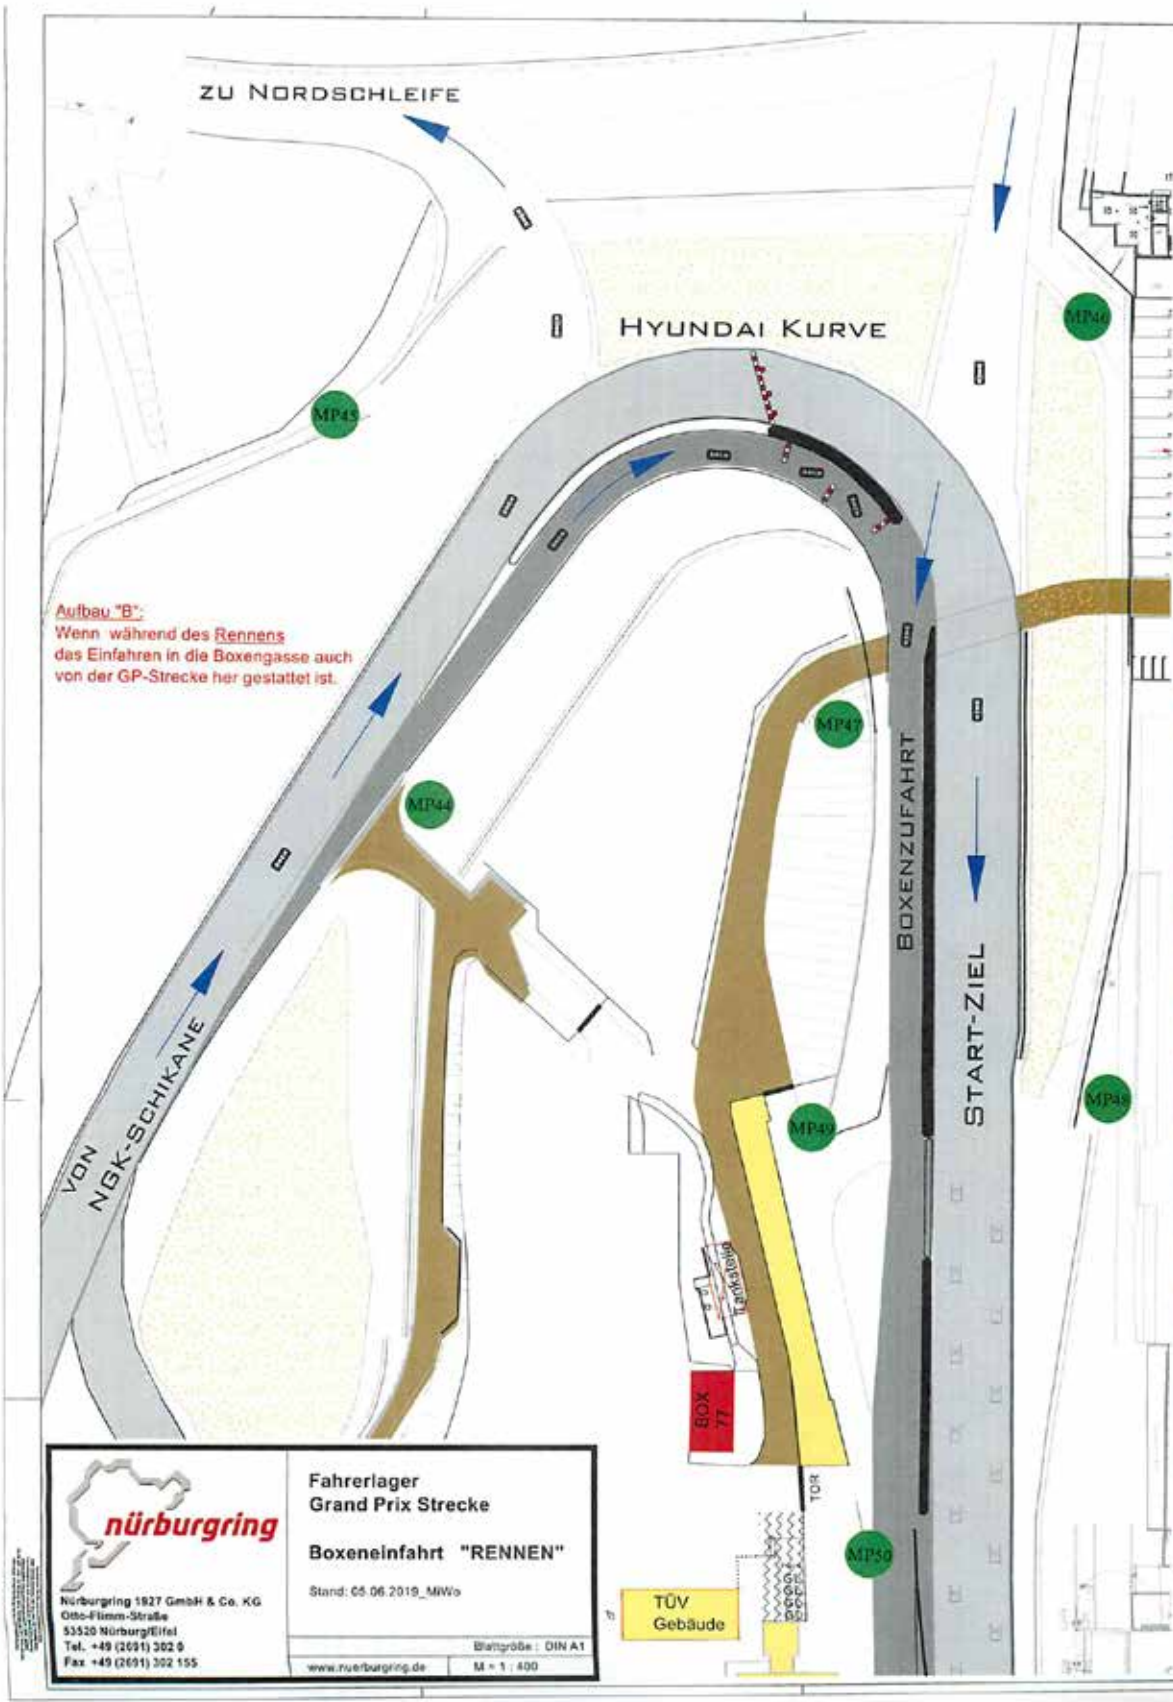 ZU NORDSCHLEIFE
HYUNDAI KURVE
MP46
MP45
Aufbau "B":
Wenn während des Rennens
das Einfahren in die Boxengasse auch
von der GP-Strecke her gestattet ist.
MP47
MP44
BOXENZUFAHRT
START-ZIEL
VON
NGK-SCHIKANE
MP48
MP49
Tankstelle
BOX
77
TOR
MP50
TÜV
Gebäude
nürburgring
Nürburgring 1927 GmbH & Co. KG
Otto-Flimm-Straße
53520 Nürburg/Eifel
Tel. +49 (2691) 302 0
Fax +49 (2691) 302 155
Fahrerlager
Grand Prix Strecke
Boxeneinfahrt "RENNEN"
Stand: 05.06.2019_MiWo
Blattgröße : DIN A1
www.nuerburgring.de
M = 1 : 400